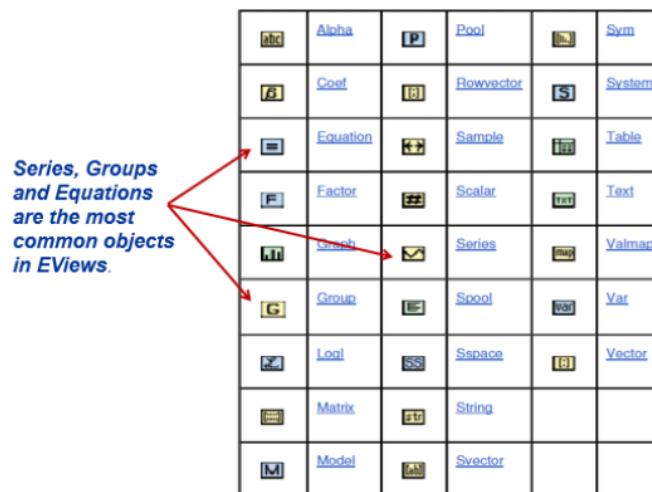 abc Alpha P Pool Sym
β Coef Rowvector S System
= Equation Sample Table
F Factor # Scalar TXT Text
Graph Series map Valmap
G Group Spool var Var
Logl SS Sspace Vector
Matrix str String
M Model Svector
Series, Groups
and Equations
are the most
common objects
in EViews.